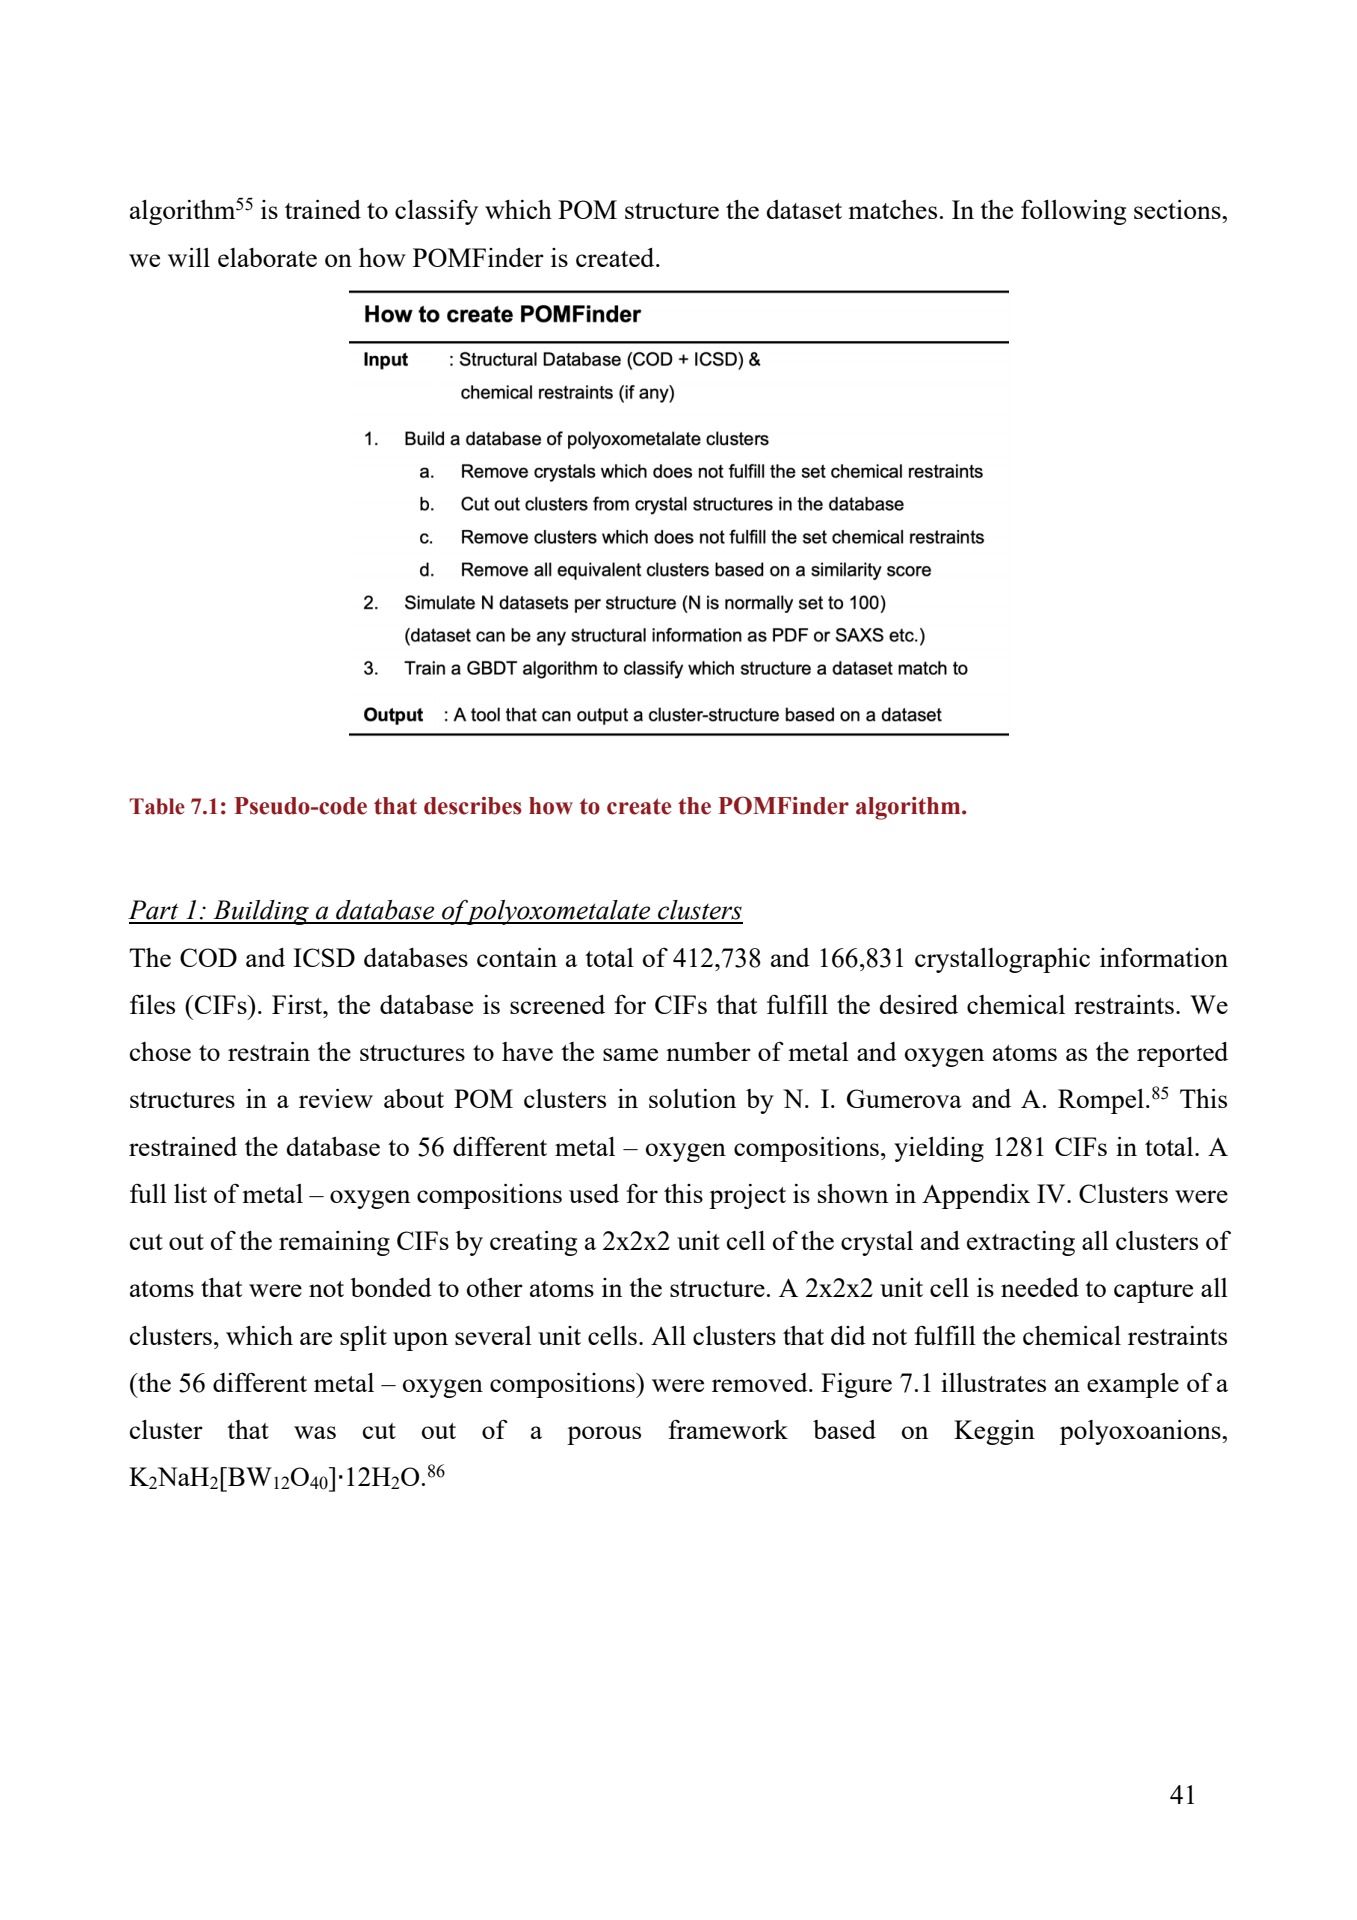 algorithm⁵⁵ is trained to classify which POM structure the dataset matches. In the following sections,
we will elaborate on how POMFinder is created.
How to create POMFinder
Input : Structural Database (COD + ICSD) &
chemical restraints (if any)
1. Build a database of polyoxometalate clusters
a. Remove crystals which does not fulfill the set chemical restraints
b. Cut out clusters from crystal structures in the database
c. Remove clusters which does not fulfill the set chemical restraints
d. Remove all equivalent clusters based on a similarity score
2. Simulate N datasets per structure (N is normally set to 100)
(dataset can be any structural information as PDF or SAXS etc.)
3. Train a GBDT algorithm to classify which structure a dataset match to
Output : A tool that can output a cluster-structure based on a dataset
Table 7.1: Pseudo-code that describes how to create the POMFinder algorithm.
Part 1: Building a database of polyoxometalate clusters
The COD and ICSD databases contain a total of 412,738 and 166,831 crystallographic information
files (CIFs). First, the database is screened for CIFs that fulfill the desired chemical restraints. We
chose to restrain the structures to have the same number of metal and oxygen atoms as the reported
structures in a review about POM clusters in solution by N. I. Gumerova and A. Rompel.⁸⁵ This
restrained the database to 56 different metal – oxygen compositions, yielding 1281 CIFs in total. A
full list of metal – oxygen compositions used for this project is shown in Appendix IV. Clusters were
cut out of the remaining CIFs by creating a 2x2x2 unit cell of the crystal and extracting all clusters of
atoms that were not bonded to other atoms in the structure. A 2x2x2 unit cell is needed to capture all
clusters, which are split upon several unit cells. All clusters that did not fulfill the chemical restraints
(the 56 different metal – oxygen compositions) were removed. Figure 7.1 illustrates an example of a
cluster that was cut out of a porous framework based on Keggin polyoxoanions,
K₂NaH₂[BW₁₂O₄₀]·12H₂O.⁸⁶
41